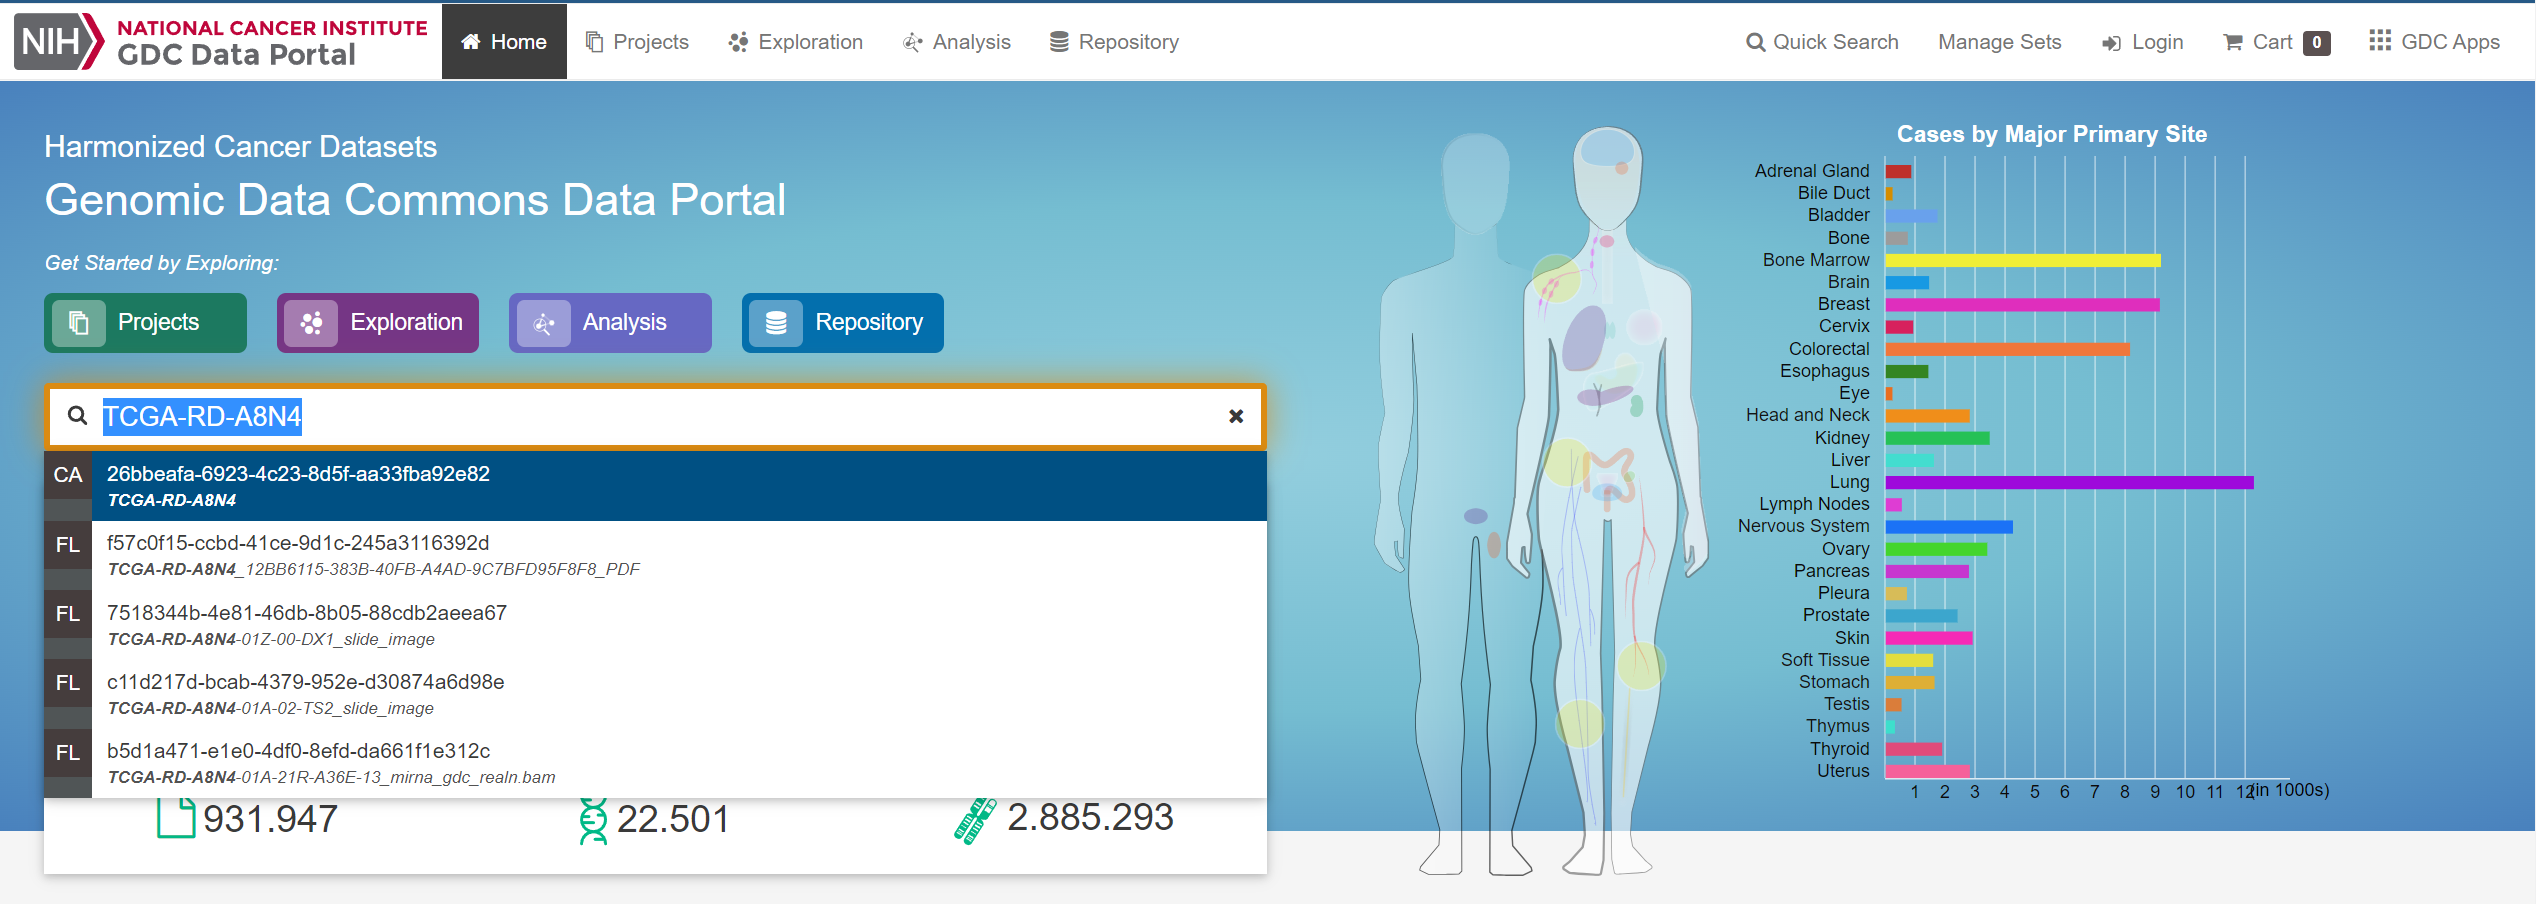 NIH NATIONAL CANCER INSTITUTE
GDC Data Portal
Home
Projects
Exploration
Analysis
Repository
Quick Search
Manage Sets
Login
Cart 0
GDC Apps
Harmonized Cancer Datasets
Genomic Data Commons Data Portal
Get Started by Exploring:
Projects
Exploration
Analysis
Repository
TCGA-RD-A8N4
CA
26bbeafa-6923-4c23-8d5f-aa33fba92e82
TCGA-RD-A8N4
FL
f57c0f15-ccbd-41ce-9d1c-245a3116392d
TCGA-RD-A8N4_12BB6115-383B-40FB-A4AD-9C7BFD95F8F8_PDF
FL
7518344b-4e81-46db-8b05-88cdb2aeea67
TCGA-RD-A8N4-01Z-00-DX1_slide_image
FL
c11d217d-bcab-4379-952e-d30874a6d98e
TCGA-RD-A8N4-01A-02-TS2_slide_image
FL
b5d1a471-e1e0-4df0-8efd-da661f1e312c
TCGA-RD-A8N4-01A-21R-A36E-13_mirna_gdc_realn.bam
931.947
22.501
2.885.293
Cases by Major Primary Site
Adrenal Gland
Bile Duct
Bladder
Bone
Bone Marrow
Brain
Breast
Cervix
Colorectal
Esophagus
Eye
Head and Neck
Kidney
Liver
Lung
Lymph Nodes
Nervous System
Ovary
Pancreas
Pleura
Prostate
Skin
Soft Tissue
Stomach
Testis
Thymus
Thyroid
Uterus
1 2 3 4 5 6 7 8 9 10 11 12 (in 1000s)